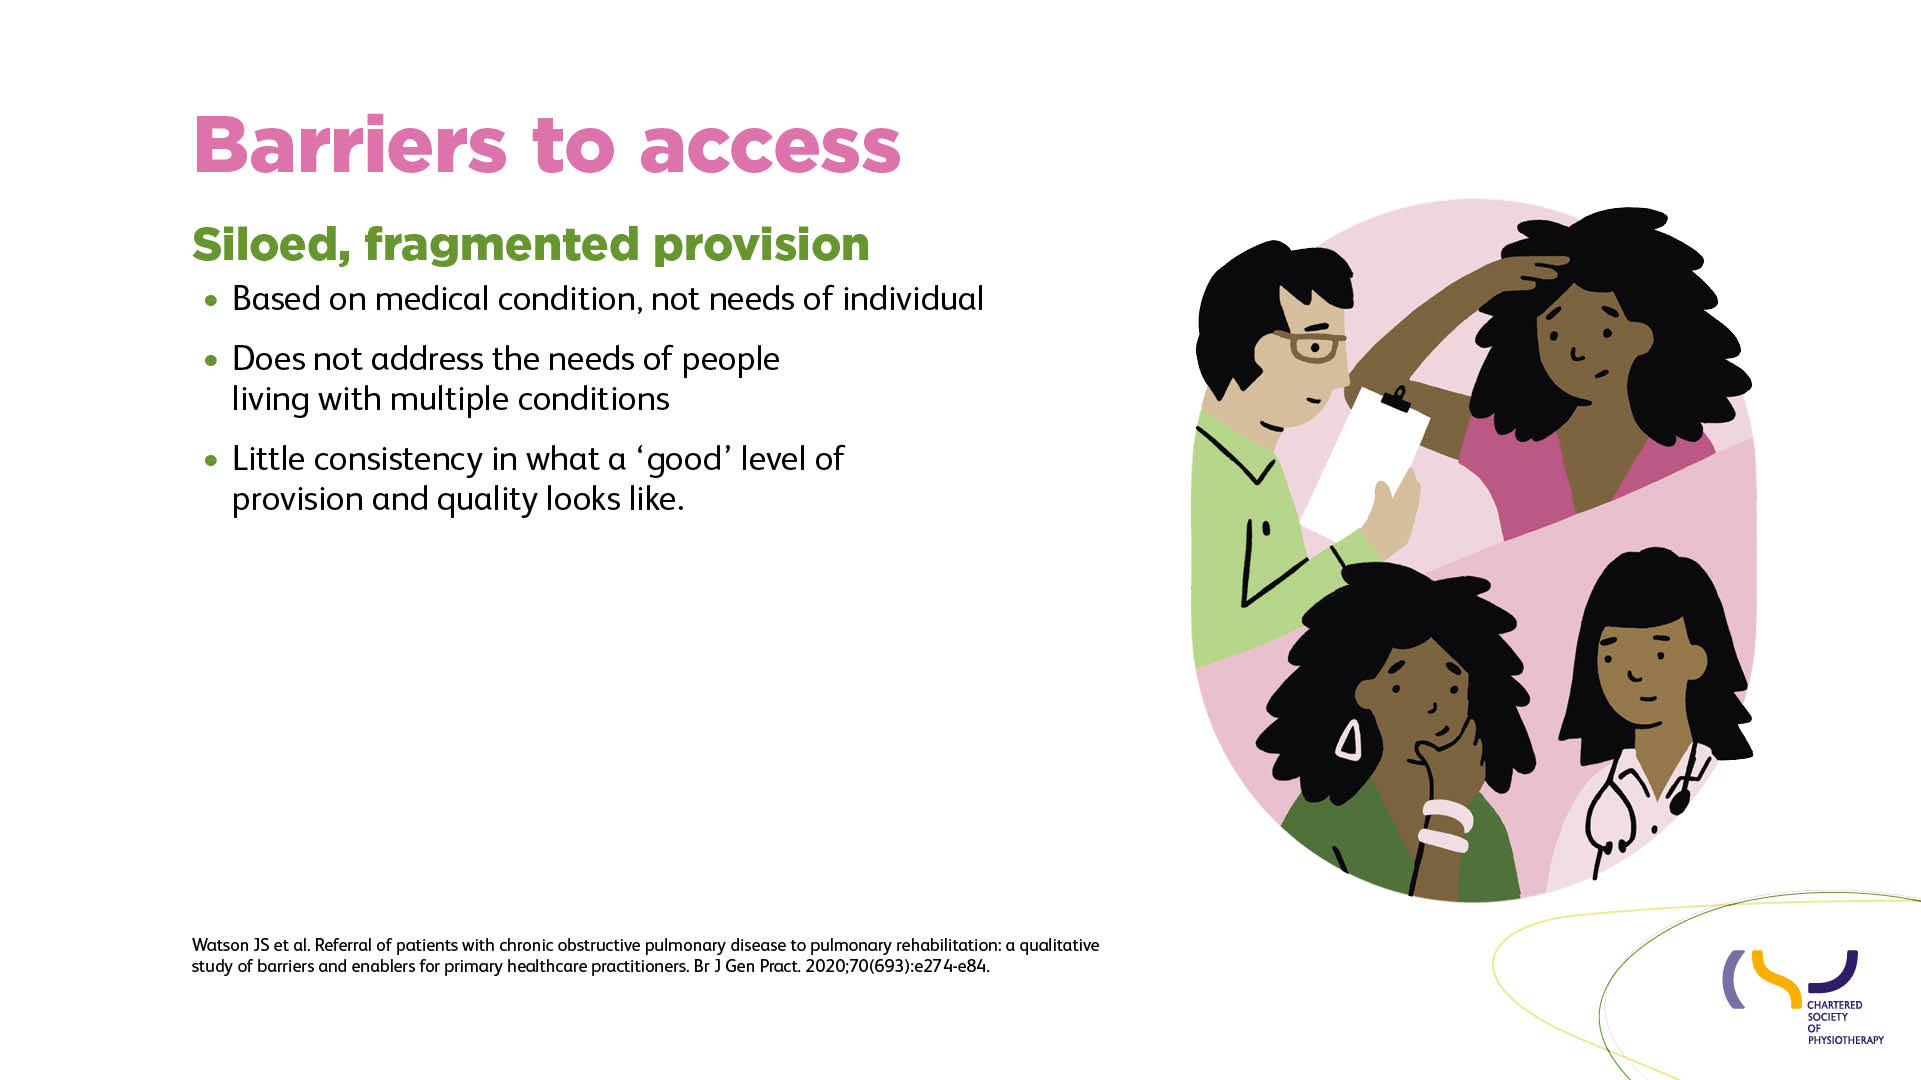 Barriers to access
Siloed, fragmented provision
• Based on medical condition, not needs of individual
• Does not address the needs of people
living with multiple conditions
• Little consistency in what a ‘good’ level of
provision and quality looks like.
Watson JS et al. Referral of patients with chronic obstructive pulmonary disease to pulmonary rehabilitation: a qualitative
study of barriers and enablers for primary healthcare practitioners. Br J Gen Pract. 2020;70(693):e274-e84.
CHARTERED
SOCIETY
OF
PHYSIOTHERAPY